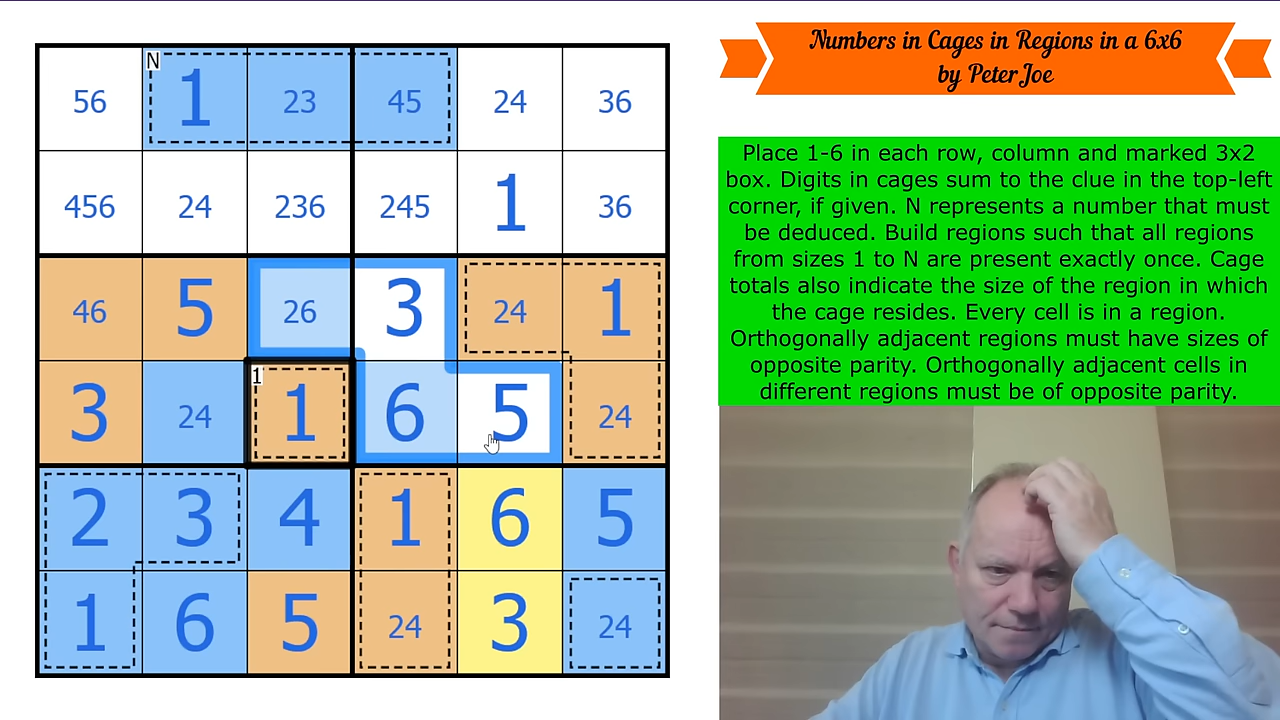 Numbers in Cages in Regions in a 6x6
by PeterJoe
Place 1-6 in each row, column and marked 3x2
box. Digits in cages sum to the clue in the top-left
corner, if given. N represents a number that must
be deduced. Build regions such that all regions
from sizes 1 to N are present exactly once. Cage
totals also indicate the size of the region in which
the cage resides. Every cell is in a region.
Orthogonally adjacent regions must have sizes of
opposite parity. Orthogonally adjacent cells in
different regions must be of opposite parity.
N
56 1 23 45 24 36
456 24 236 245 1 36
46 5 26 3 24 1
1
3 24 1 6 5 24
2 3 4 1 6 5
1 6 5 24 3 24